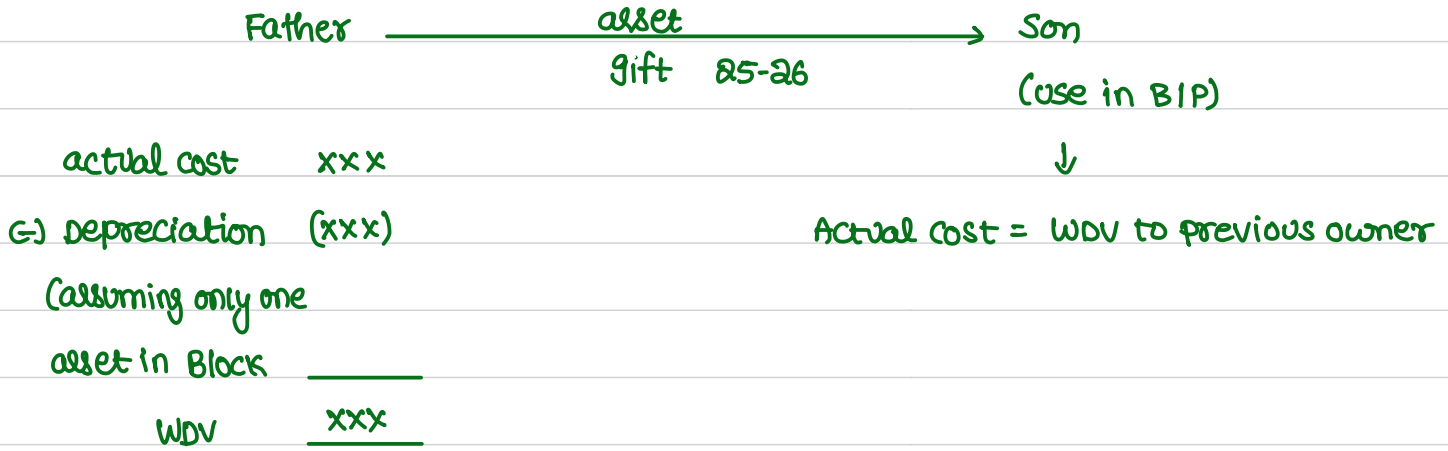 Father asset Son
gift 25-26
(use in B|P)
↓
actual cost xxx
(-) Depreciation (xxx) Actual cost = WDV to previous owner
(assuming only one
asset in Block
WDV xxx